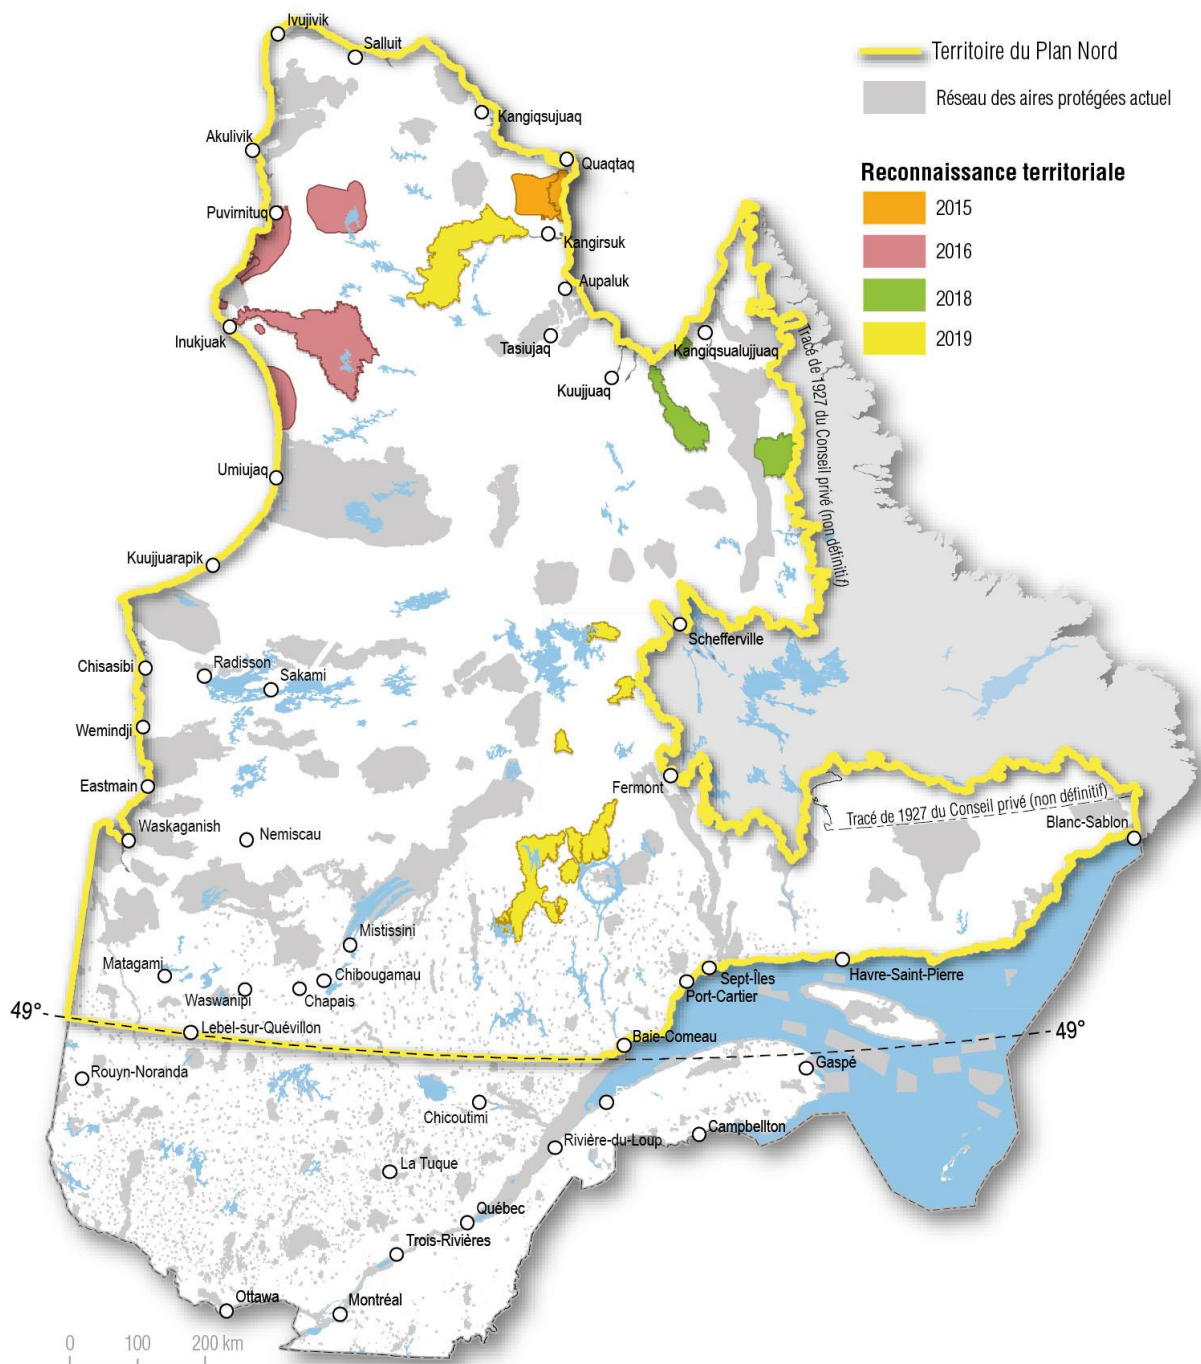 Ivujivik
Salluit
Territoire du Plan Nord
Réseau des aires protégées actuel
Kangiqsujuaq
Akulivik
Quaqtaq
Reconnaissance territoriale
2015
2016
2018
2019
Puvirnituq
Kangirsuk
Aupaluk
Inukjuak
Tasiujaq
Kangiqsualujjuaq
Kuujjuaq
Tracé de 1927 du Conseil privé (non définitif)
Umiujaq
Kuujjuarapik
Schefferville
Chisasibi
Radisson
Sakami
Wemindji
Eastmain
Fermont
Tracé de 1927 du Conseil privé (non définitif)
Blanc-Sablon
Waskaganish
Nemiscau
Mistissini
Matagami
Chibougamau
Waswanipi
Chapais
Sept-Îles
Port-Cartier
Havre-Saint-Pierre
49°
Lebel-sur-Quévillon
Baie-Comeau
49°
Rouyn-Noranda
Gaspé
Chicoutimi
Campbellton
Rivière-du-Loup
La Tuque
Québec
Trois-Rivières
Ottawa
Montréal
0 100 200 km